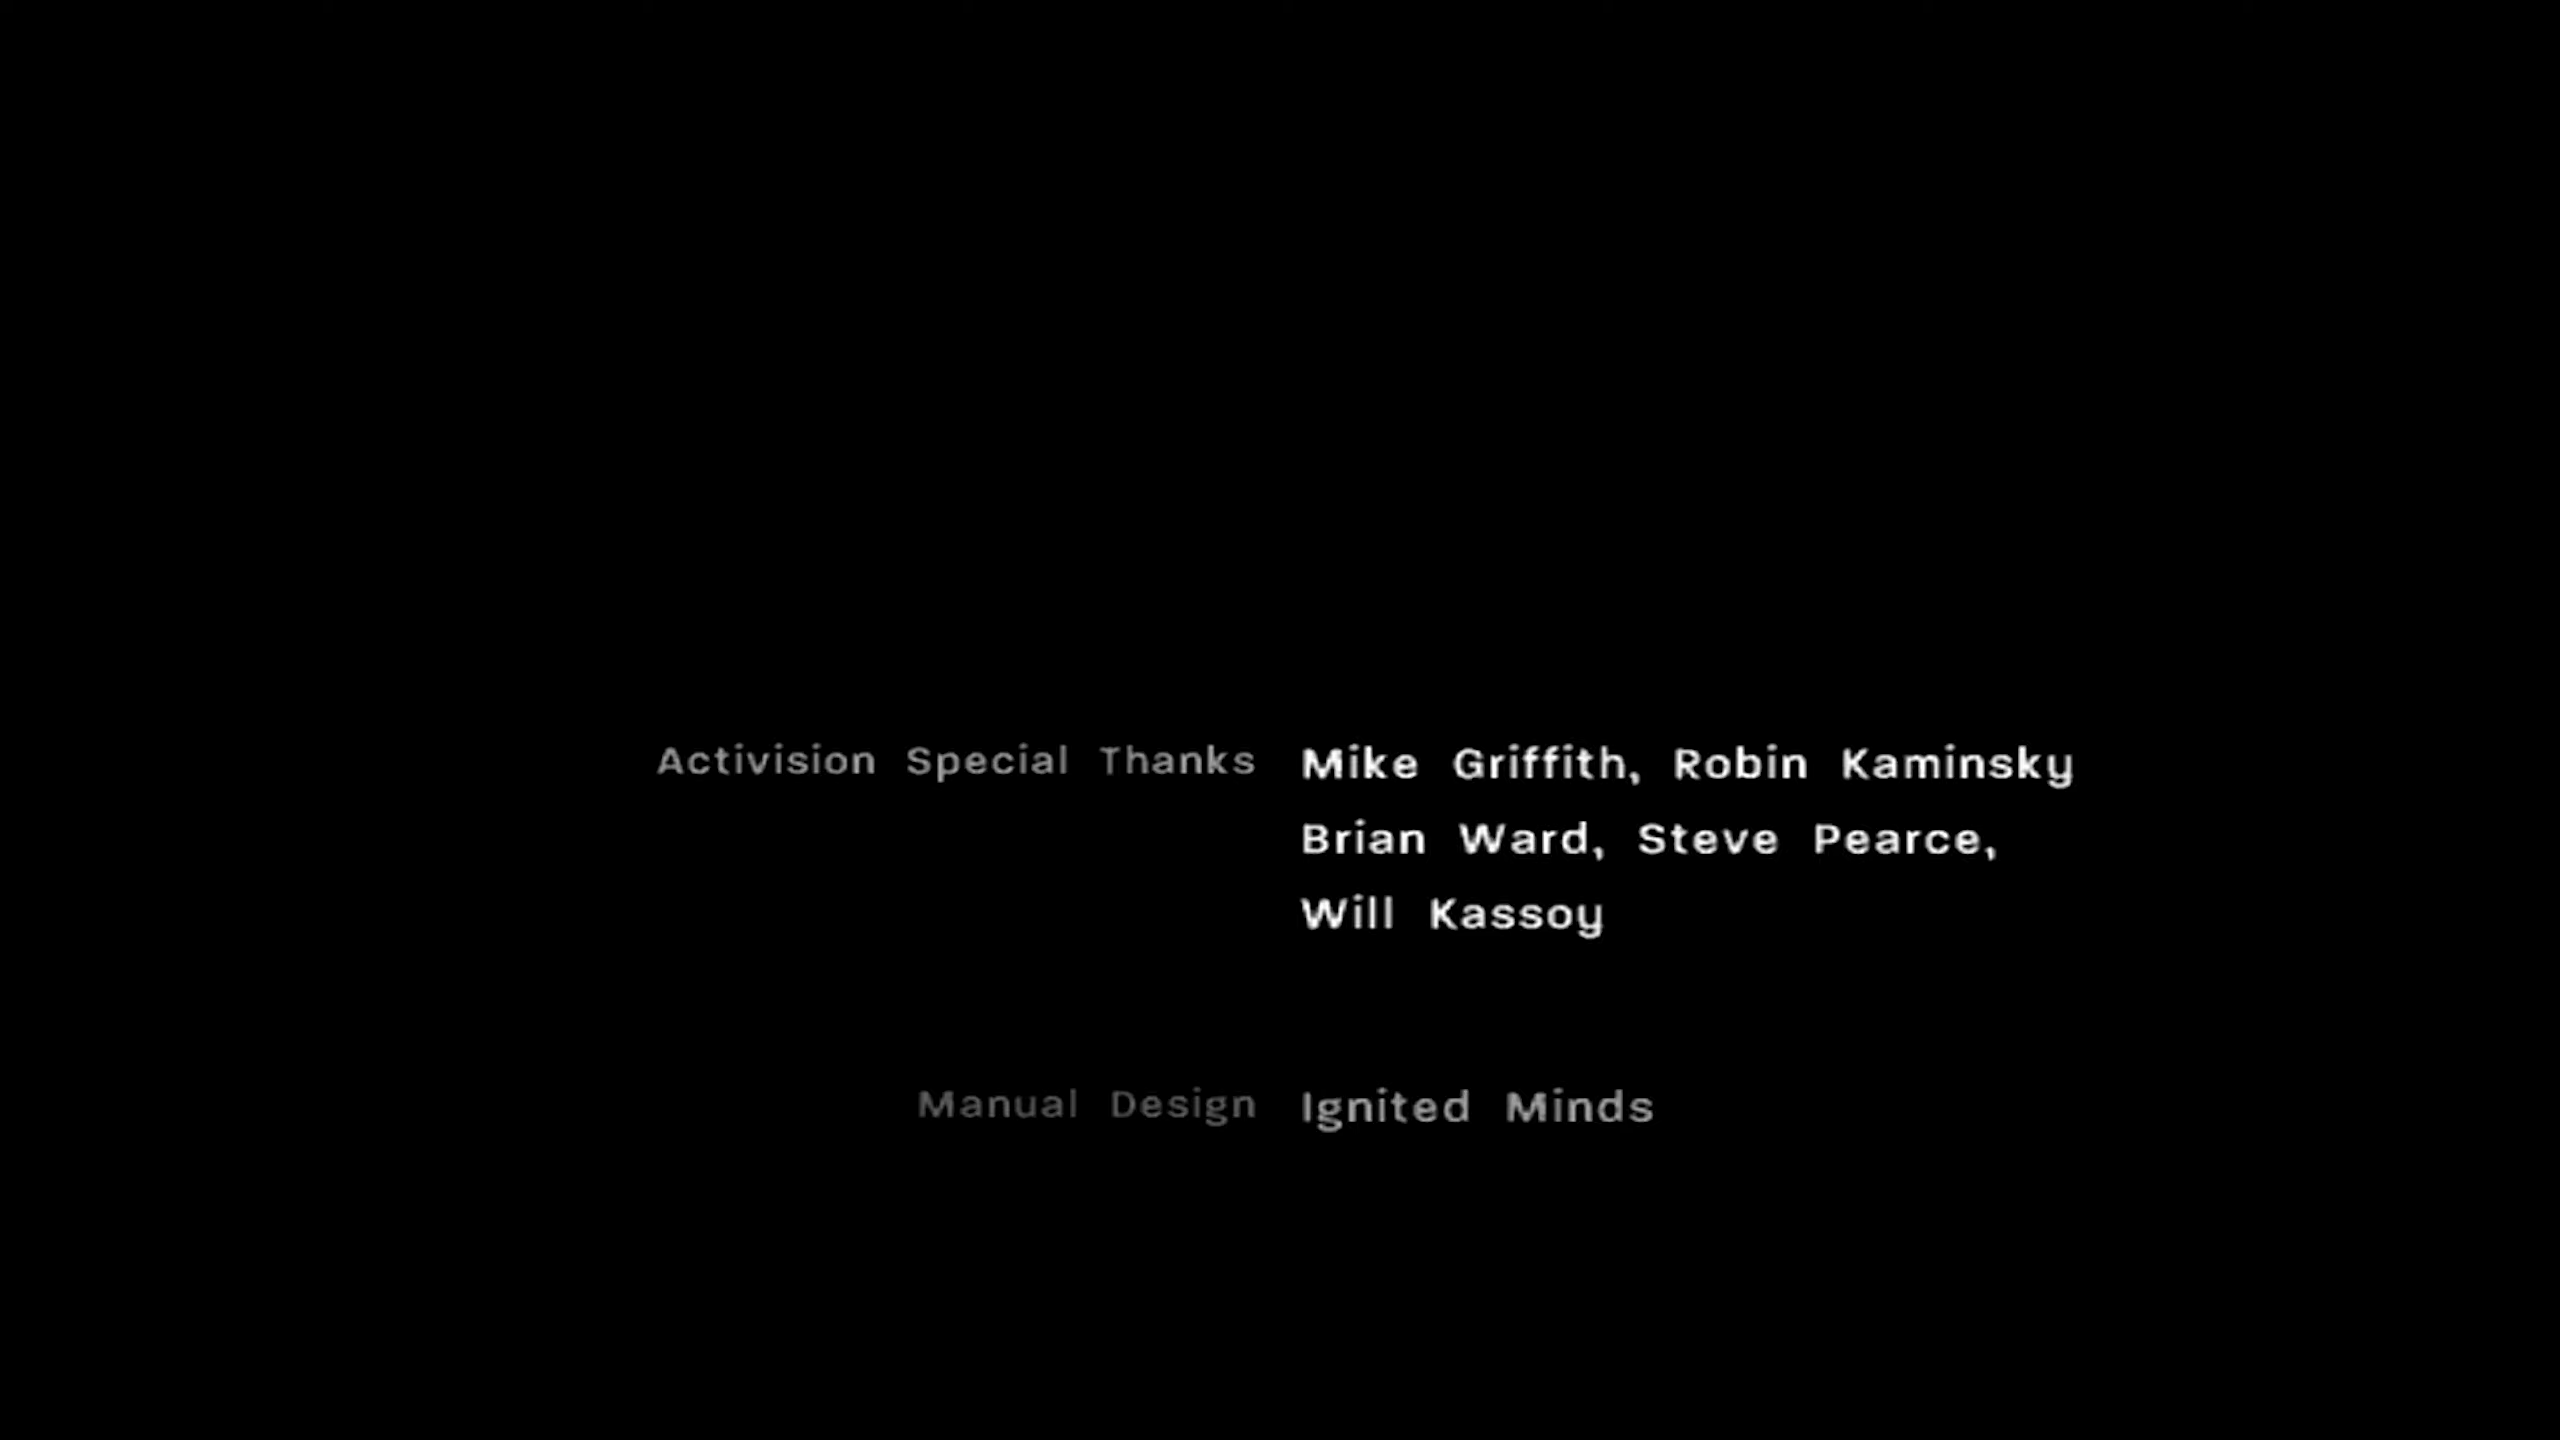 Activision Special Thanks Mike Griffith, Robin Kaminsky
Brian Ward, Steve Pearce,
Will Kassoy
Manual Design Ignited Minds